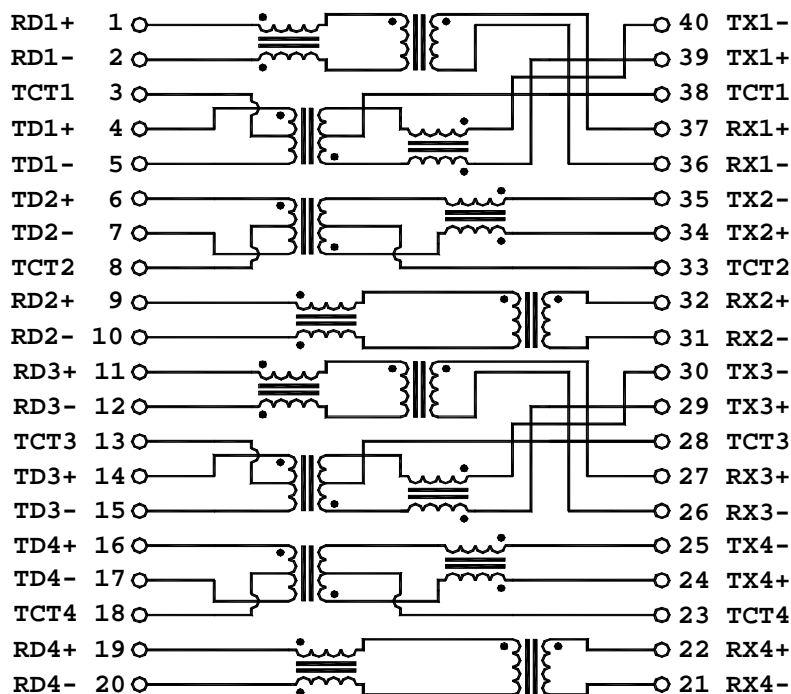 RD1+ 1 40 TX1-
RD1- 2 39 TX1+
TCT1 3 38 TCT1
TD1+ 4 37 RX1+
TD1- 5 36 RX1-
TD2+ 6 35 TX2-
TD2- 7 34 TX2+
TCT2 8 33 TCT2
RD2+ 9 32 RX2+
RD2- 10 31 RX2-
RD3+ 11 30 TX3-
RD3- 12 29 TX3+
TCT3 13 28 TCT3
TD3+ 14 27 RX3+
TD3- 15 26 RX3-
TD4+ 16 25 TX4-
TD4- 17 24 TX4+
TCT4 18 23 TCT4
RD4+ 19 22 RX4+
RD4- 20 21 RX4-